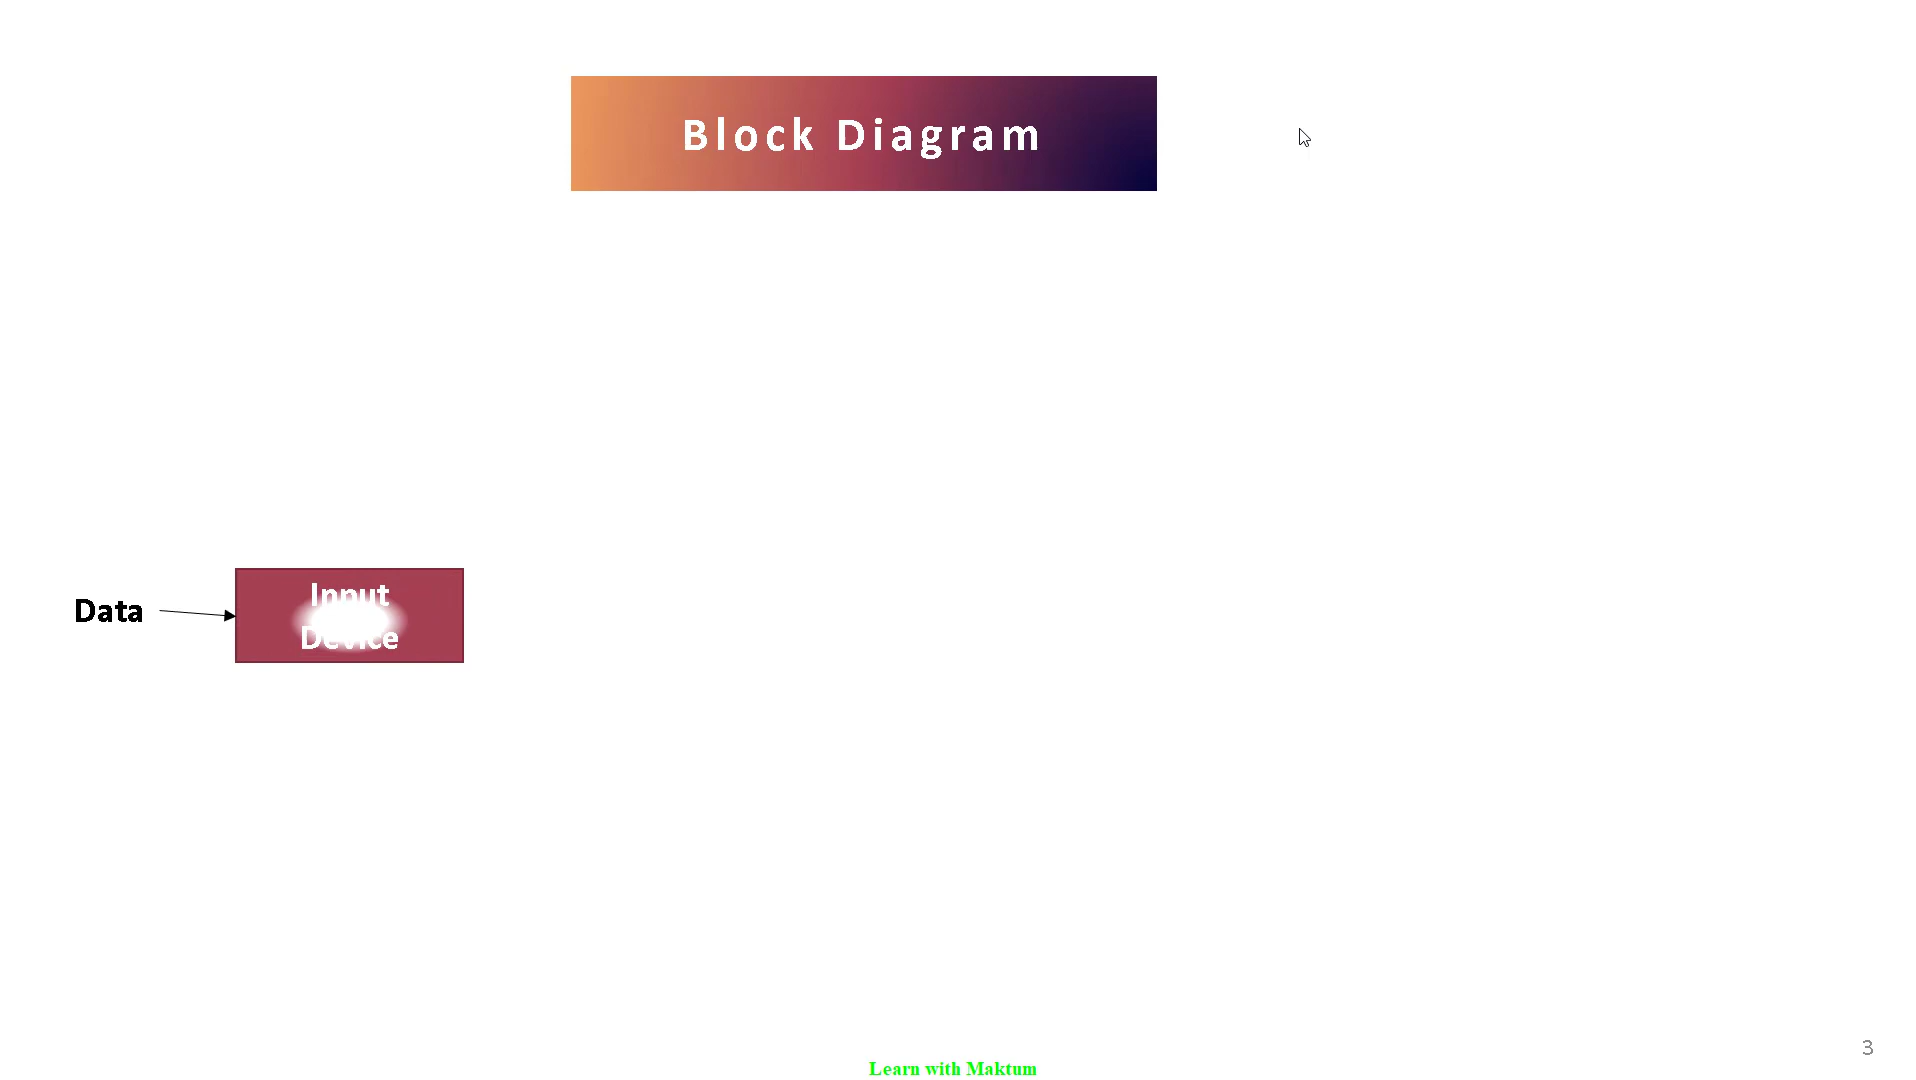 Block Diagram
Data
Input
Device
3
Learn with Maktum